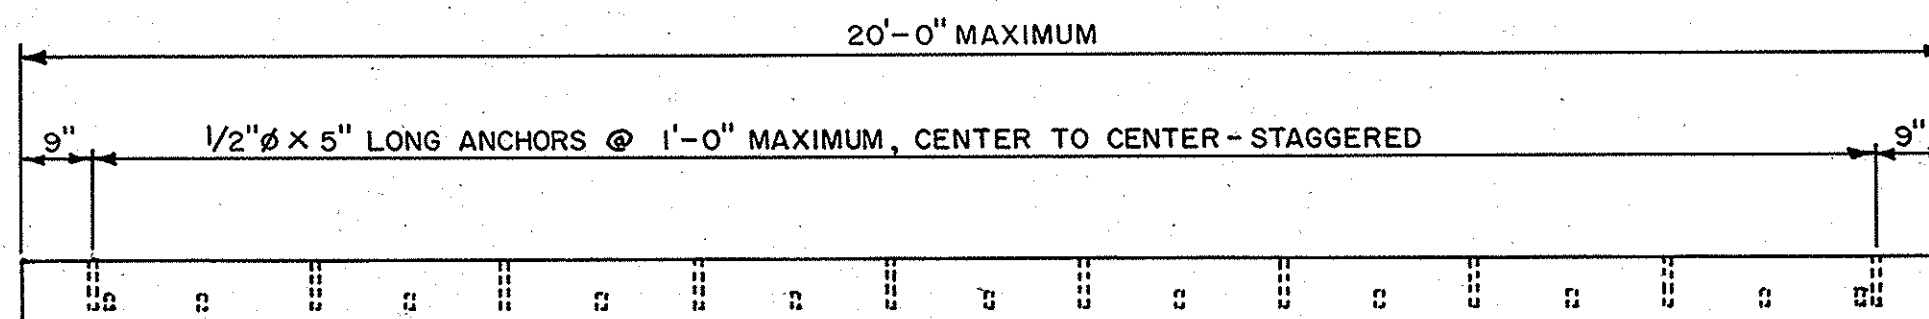 20'-0" MAXIMUM
9" 1/2"ø X 5" LONG ANCHORS @ 1'-0" MAXIMUM, CENTER TO CENTER-STAGGERED 9"